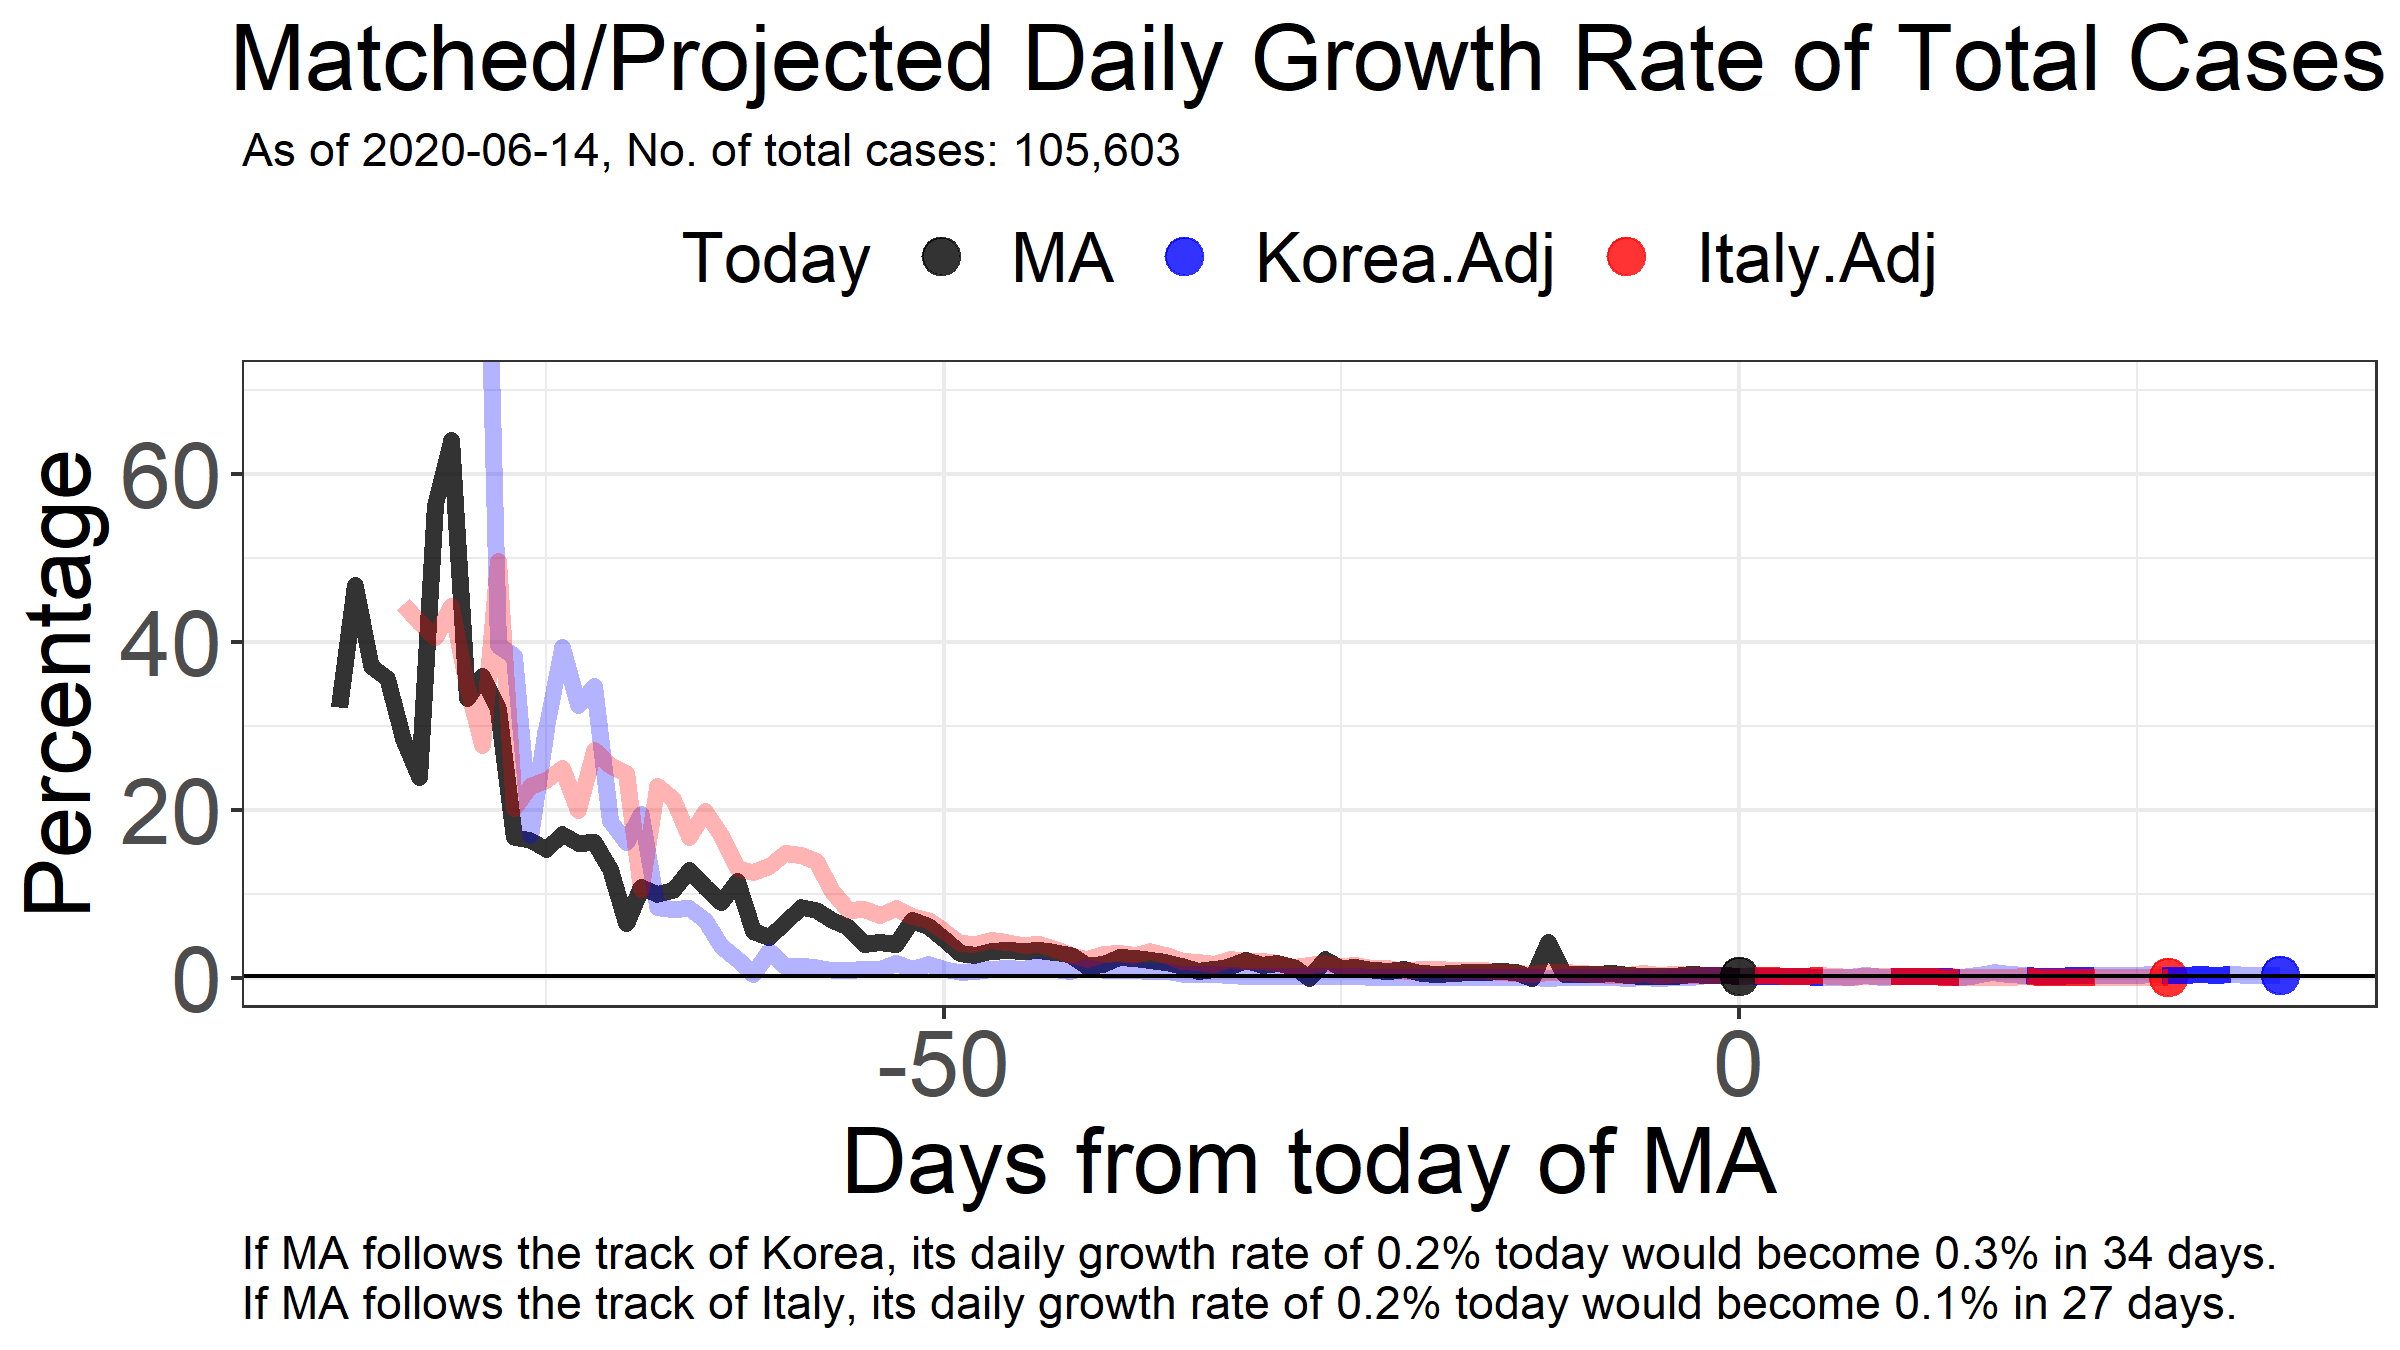 Matched/Projected Daily Growth Rate of Total Cases
As of 2020-06-14, No. of total cases: 105,603
Today MA Korea.Adj Italy.Adj
Percentage
60
40
20
0
-50 0
Days from today of MA
If MA follows the track of Korea, its daily growth rate of 0.2% today would become 0.3% in 34 days.
If MA follows the track of Italy, its daily growth rate of 0.2% today would become 0.1% in 27 days.